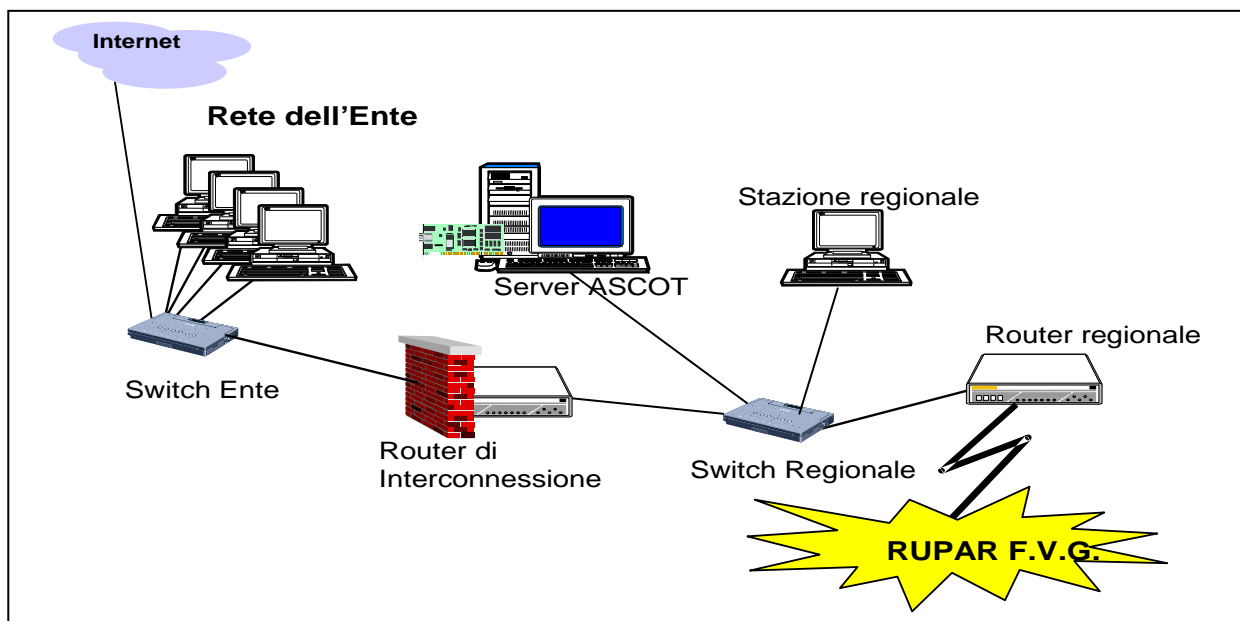 Internet
Rete dell'Ente
Stazione regionale
Server ASCOT
Router regionale
Switch Ente
Router di
Interconnessione
Switch Regionale
RUPAR F.V.G.